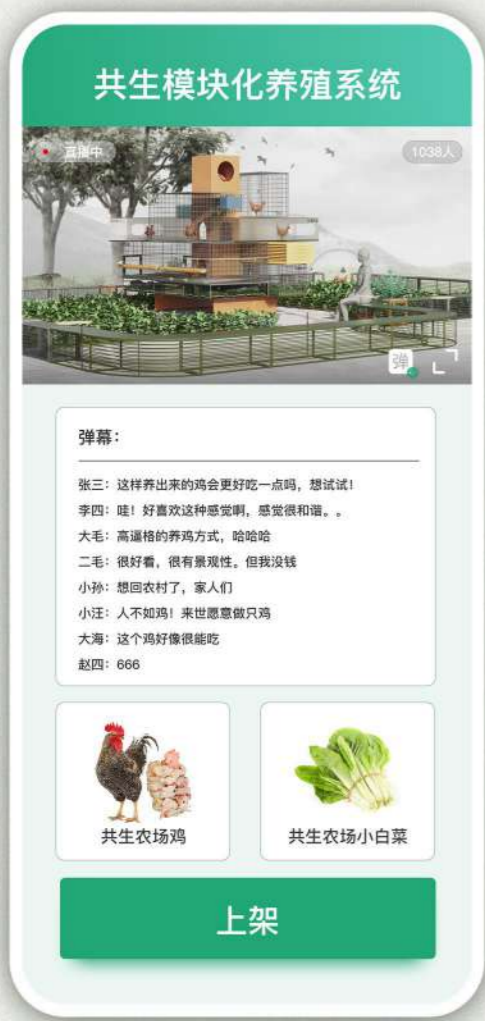 共生模块化养殖系统
直播中
1038人
弹
弹幕：
张三：这样养出来的鸡会更好吃一点吗，想试试！
李四：哇！好喜欢这种感觉啊，感觉很和谐。。
大毛：高逼格的养鸡方式，哈哈哈
二毛：很好看，很有景观性。但我没钱
小孙：想回农村了，家人们
小汪：人不如鸡！来世愿意做只鸡
大海：这个鸡好像很能吃
赵四：666
共生农场鸡
共生农场小白菜
上架